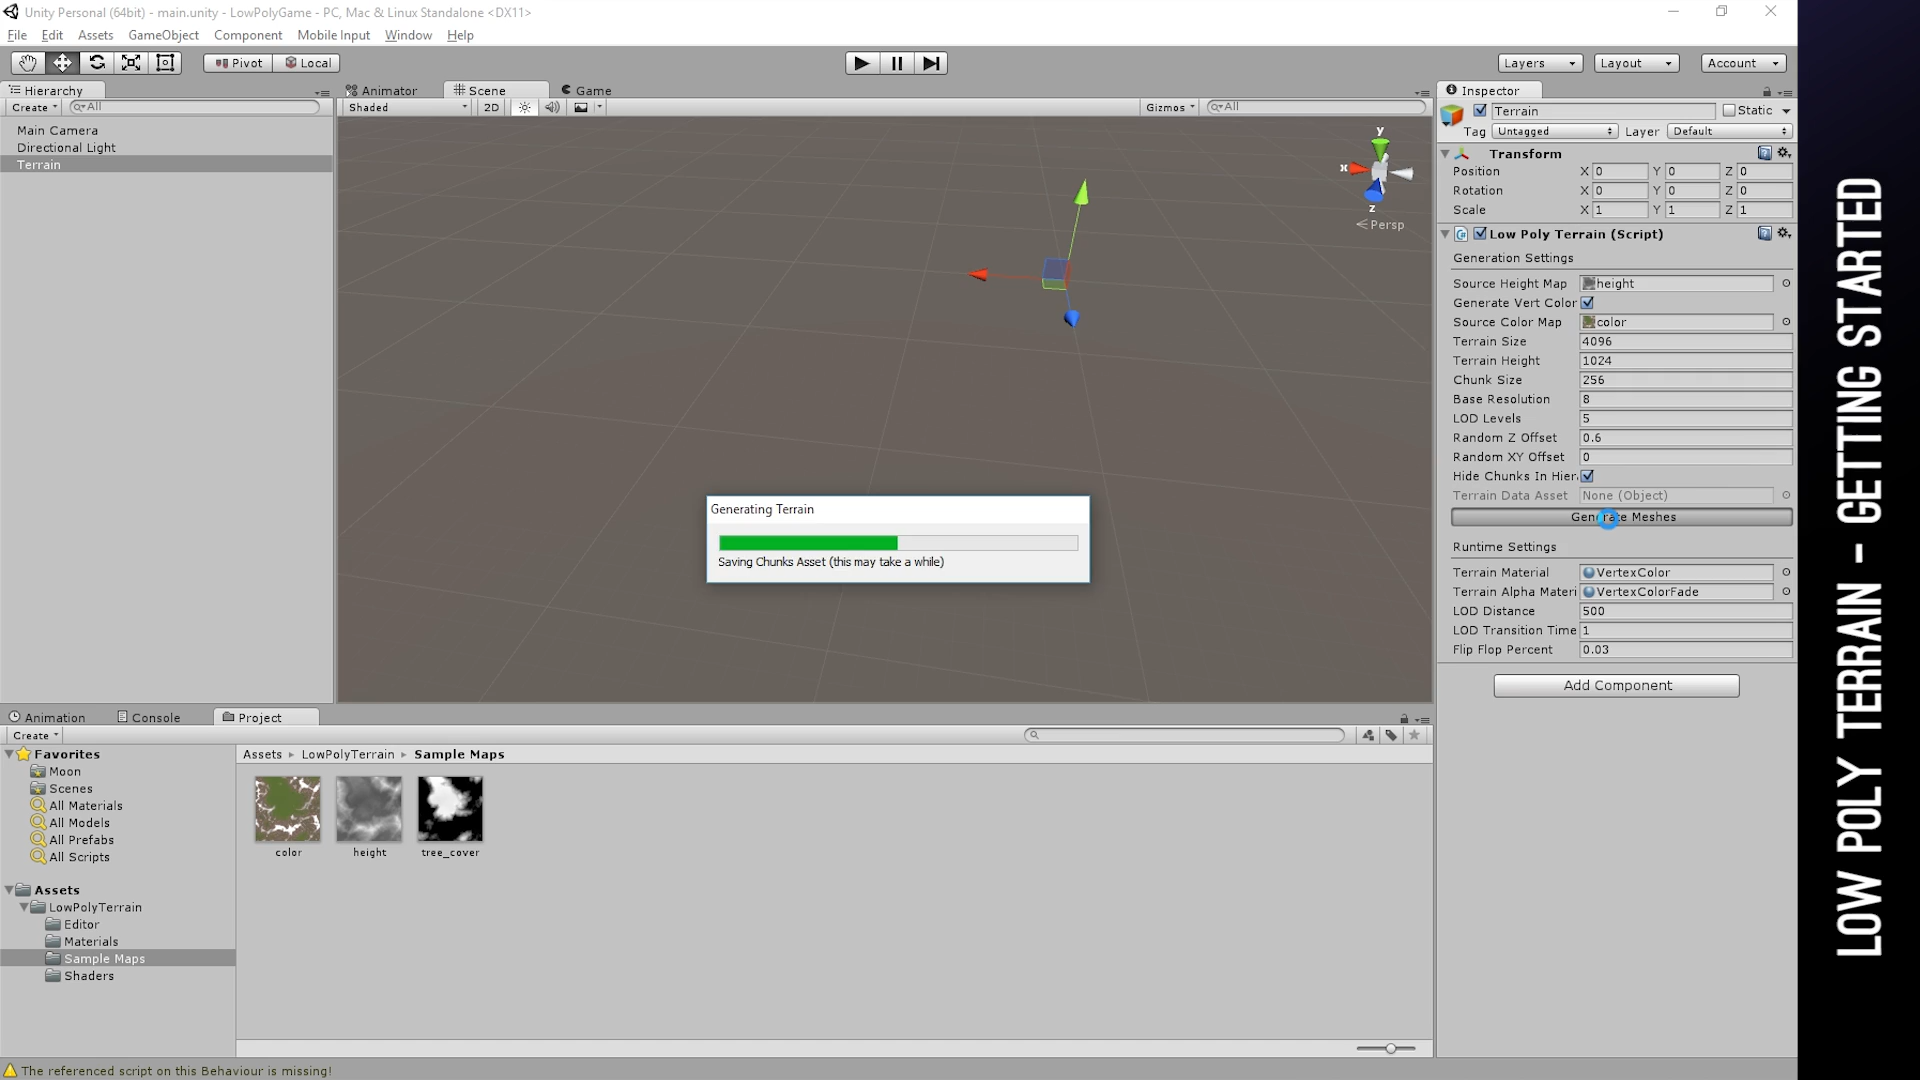 Unity Personal (64bit) - main.unity - LowPolyGame - PC, Mac & Linux Standalone <DX11>
File Edit Assets GameObject Component Mobile Input Window Help
Pivot Local
Layers Layout Account
Hierarchy
Create All
Main Camera
Directional Light
Terrain
Animator Scene Game
Shaded 2D Gizmos All
y
x
z
Persp
Generating Terrain
Saving Chunks Asset (this may take a while)
Inspector
Terrain Static
Tag Untagged Layer Default
Transform
Position X 0 Y 0 Z 0
Rotation X 0 Y 0 Z 0
Scale X 1 Y 1 Z 1
Low Poly Terrain (Script)
Generation Settings
Source Height Map height
Generate Vert Color
Source Color Map color
Terrain Size 4096
Terrain Height 1024
Chunk Size 256
Base Resolution 8
LOD Levels 5
Random Z Offset 0.6
Random XY Offset 0
Hide Chunks In Hier
Terrain Data Asset None (Object)
Generate Meshes
Runtime Settings
Terrain Material VertexColor
Terrain Alpha Materi VertexColorFade
LOD Distance 500
LOD Transition Time 1
Flip Flop Percent 0.03
Add Component
Animation Console Project
Create
Favorites
Moon
Scenes
All Materials
All Models
All Prefabs
All Scripts
Assets
LowPolyTerrain
Editor
Materials
Sample Maps
Shaders
Assets LowPolyTerrain Sample Maps
color height tree_cover
The referenced script on this Behaviour is missing!
LOW POLY TERRAIN - GETTING STARTED